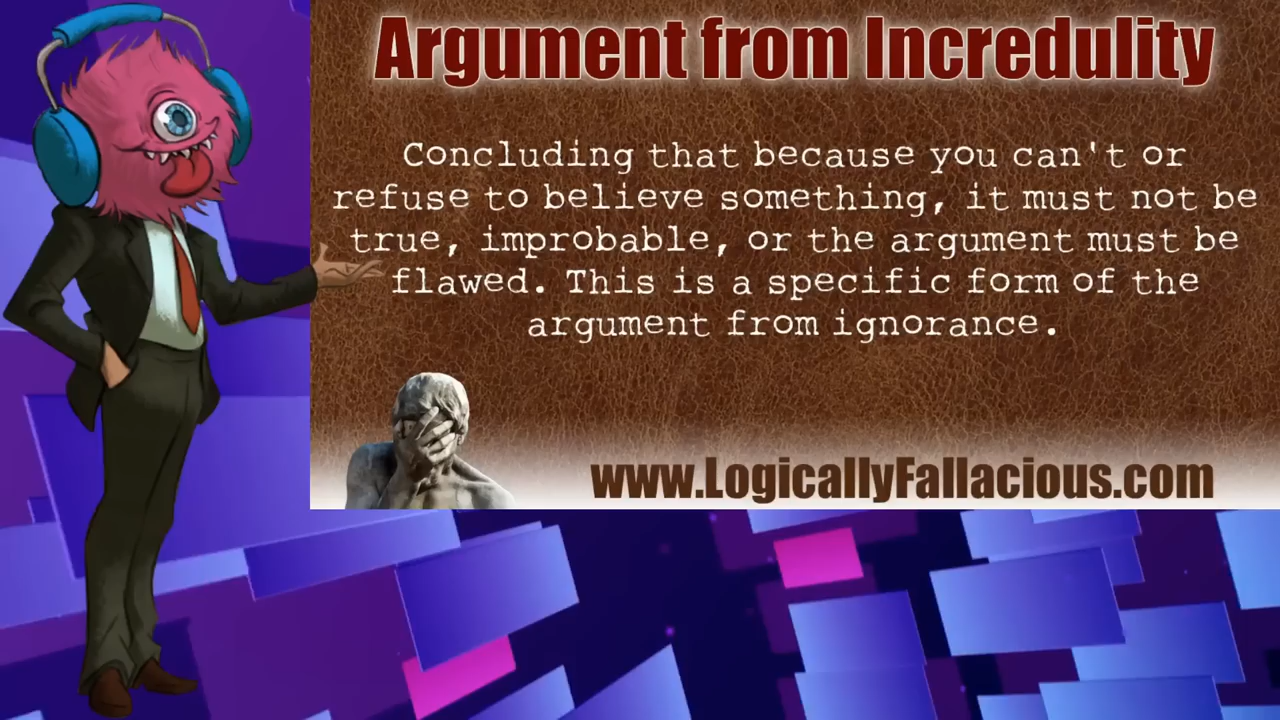 Argument from Incredulity
Concluding that because you can't or
refuse to believe something, it must not be
true, improbable, or the argument must be
flawed. This is a specific form of the
argument from ignorance.
www.LogicallyFallacious.com